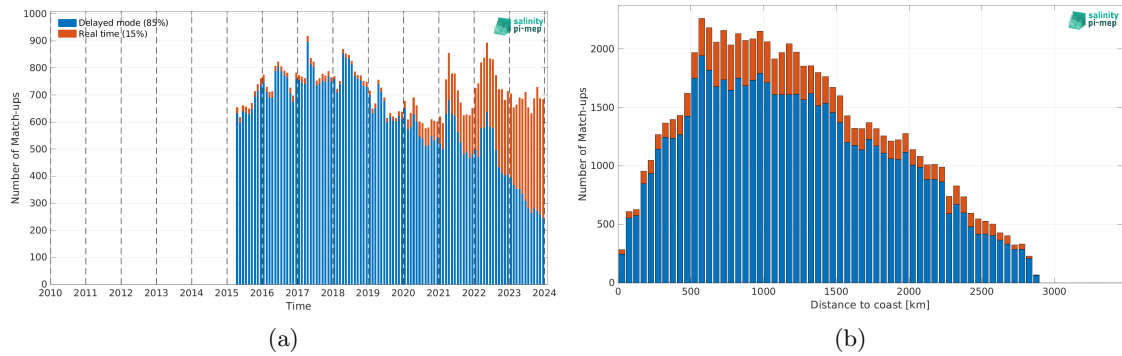 Delayed mode (85%)
Real time (15%)
salinity
pi-mep
Number of Match-ups
1000
900
800
700
600
500
400
300
200
100
0
2010 2011 2012 2013 2014 2015 2016 2017 2018 2019 2020 2021 2022 2023 2024
Time
(a)
salinity
pi-mep
Number of Match-ups
2000
1500
1000
500
0
0 500 1000 1500 2000 2500 3000
Distance to coast [km]
(b)